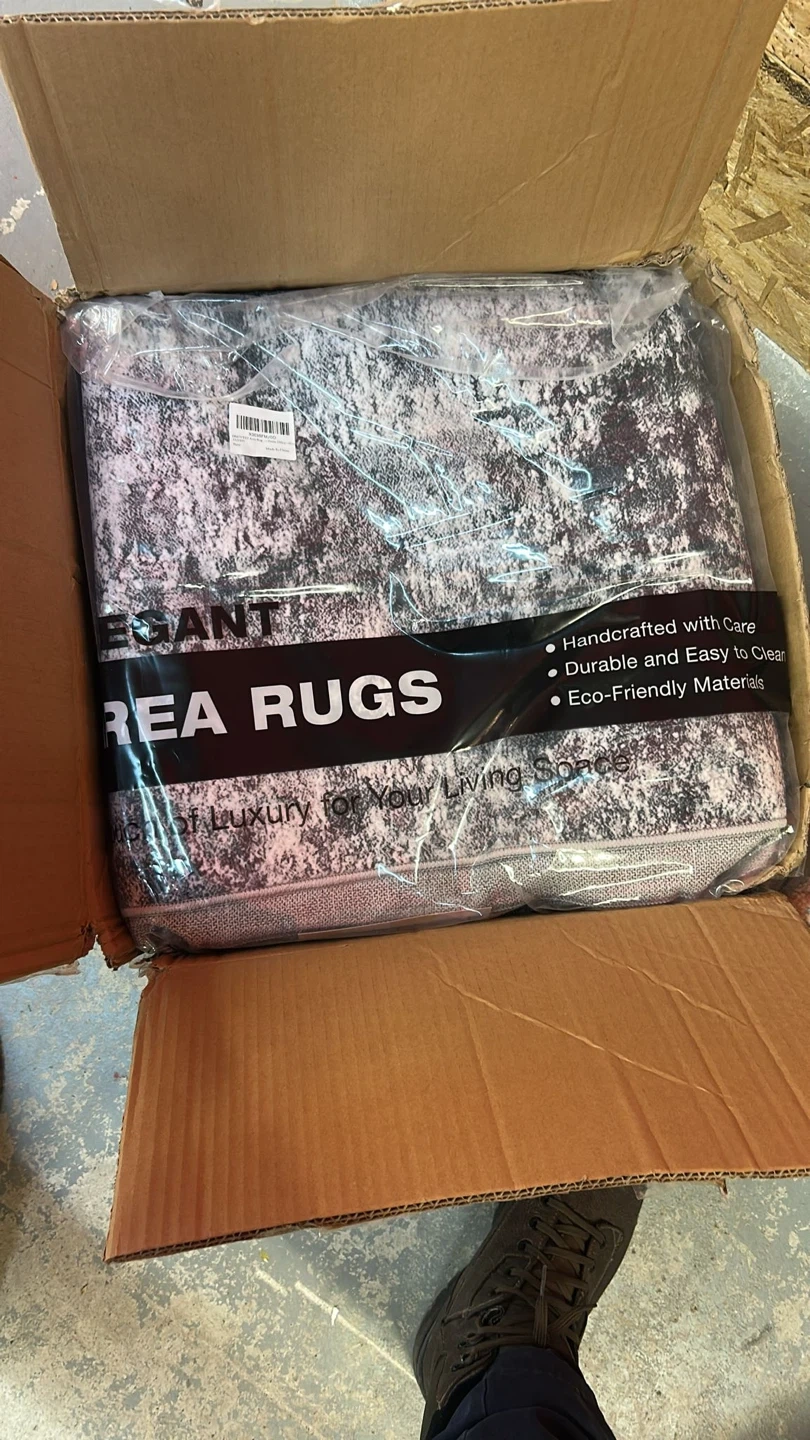 EGANT
REA RUGS
• Handcrafted with Care
• Durable and Easy to Clean
• Eco-Friendly Materials
uch of Luxury for Your Living Space